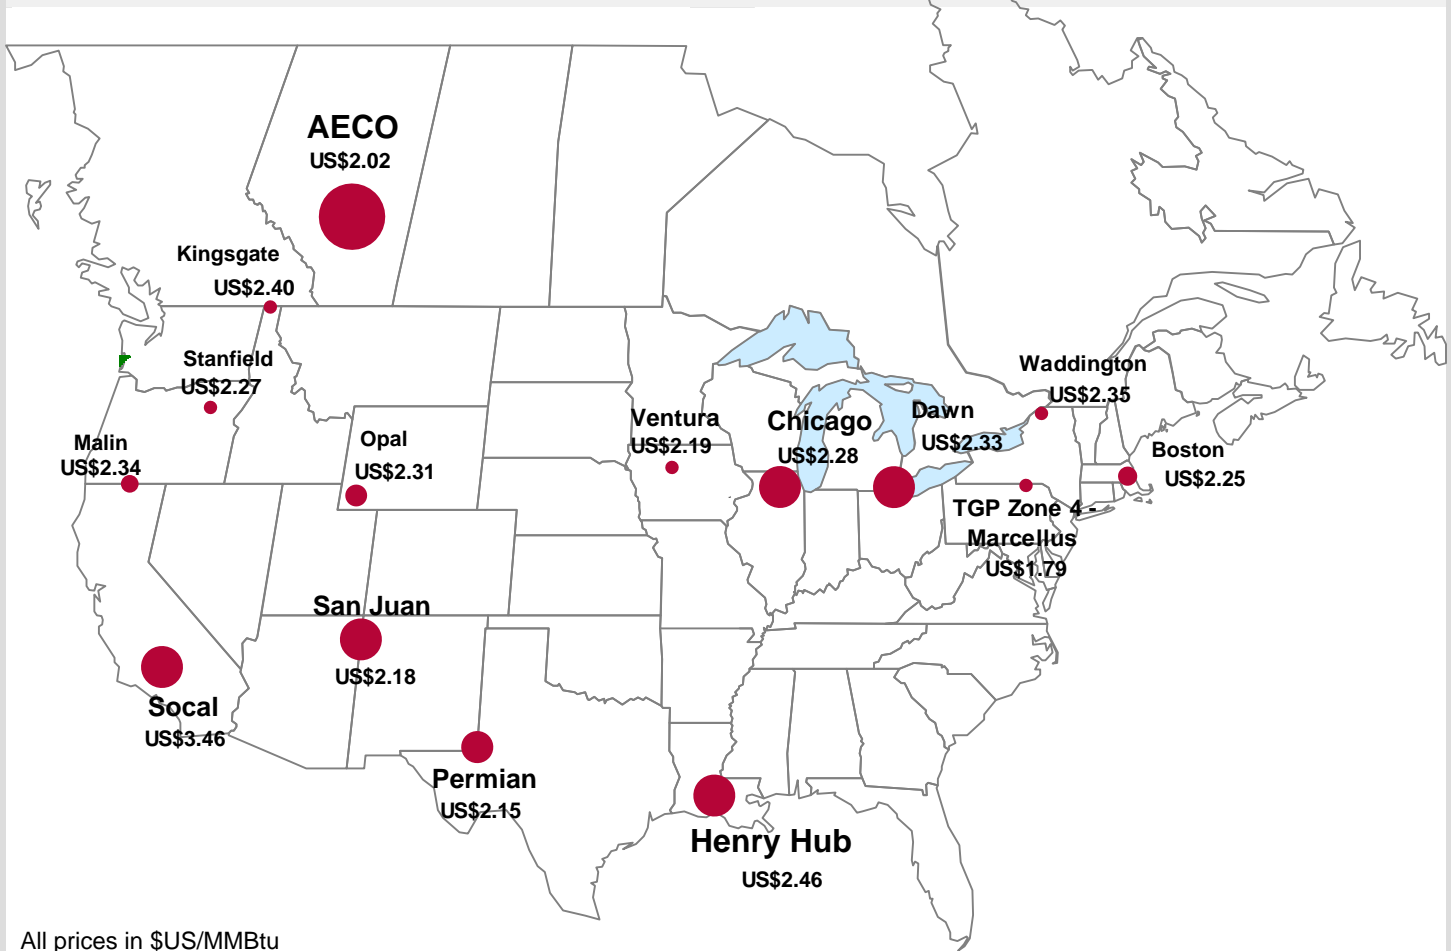 AECO
US$2.02
Kingsgate
US$2.40
Stanfield
US$2.27
Waddington
US$2.35
Ventura
US$2.19
Chicago
US$2.28
Dawn
US$2.33
Malin
US$2.34
Opal
US$2.31
Boston
US$2.25
TGP Zone 4 -
Marcellus
US$1.79
San Juan
US$2.18
Socal
US$3.46
Permian
US$2.15
Henry Hub
US$2.46
All prices in $US/MMBtu